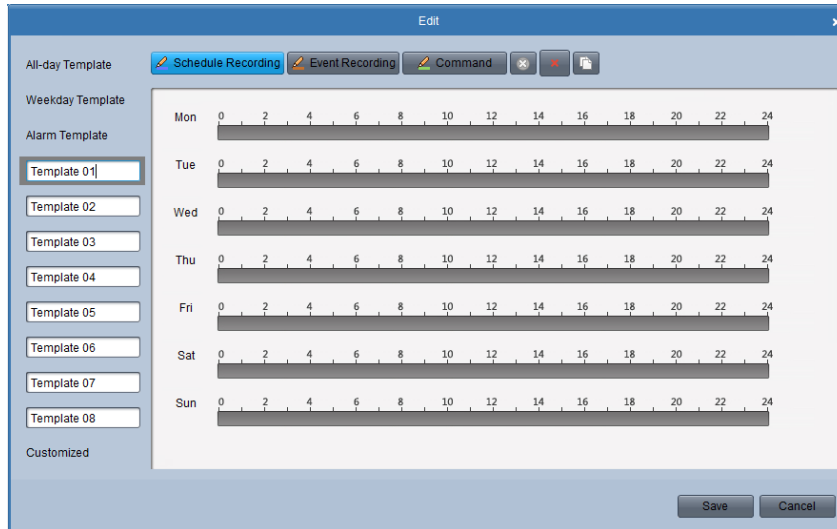 Edit
All-day Template
Schedule Recording Event Recording Command
Weekday Template
Alarm Template
Template 01
Template 02
Template 03
Template 04
Template 05
Template 06
Template 07
Template 08
Customized
Mon 0 2 4 6 8 10 12 14 16 18 20 22 24
Tue 0 2 4 6 8 10 12 14 16 18 20 22 24
Wed 0 2 4 6 8 10 12 14 16 18 20 22 24
Thu 0 2 4 6 8 10 12 14 16 18 20 22 24
Fri 0 2 4 6 8 10 12 14 16 18 20 22 24
Sat 0 2 4 6 8 10 12 14 16 18 20 22 24
Sun 0 2 4 6 8 10 12 14 16 18 20 22 24
Save Cancel